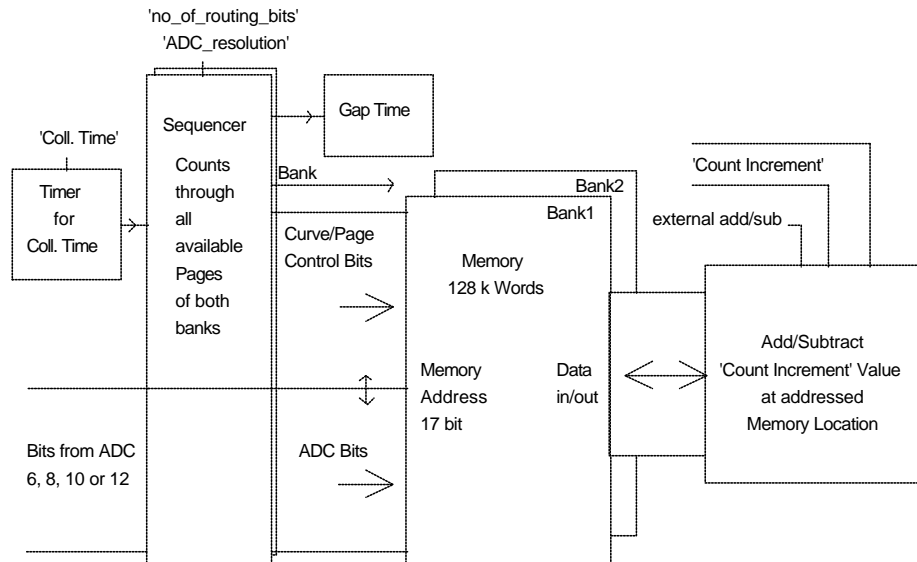 'no_of_routing_bits'
'ADC_resolution'
'Coll. Time'
Timer
for
Coll. Time
Sequencer
Counts
through
all
available
Pages
of both
banks
Gap Time
Bank
Curve/Page
Control Bits
Bank2
Bank1
Memory
128 k Words
Memory
Address
17 bit
Data
in/out
'Count Increment'
external add/sub
Add/Subtract
'Count Increment' Value
at addressed
Memory Location
Bits from ADC
6, 8, 10 or 12
ADC Bits